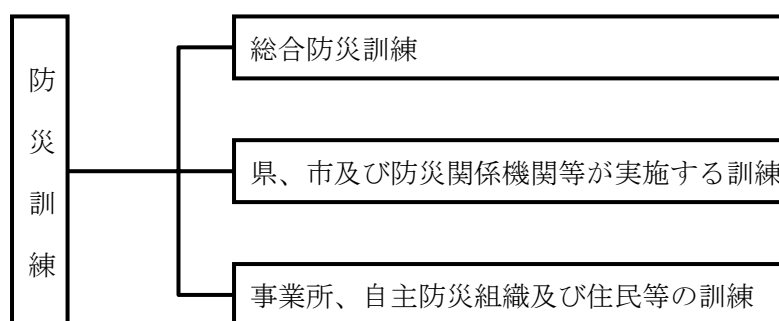 防災訓練
総合防災訓練
県、市及び防災関係機関等が実施する訓練
事業所、自主防災組織及び住民等の訓練